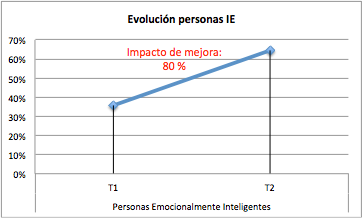 Evolución personas IE
70%
60%
50%
40%
30%
20%
10%
0%
Impacto de mejora:
80 %
T1 T2
Personas Emocionalmente Inteligentes